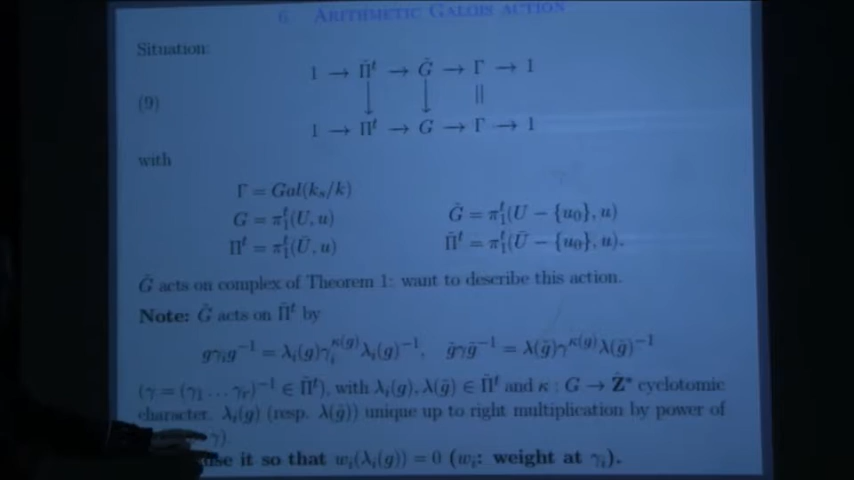 6. ARITHMETIC GALOIS ACTION
Situation:
1 → Π̃ᵗ → G̃ → Γ → 1
(9)
1 → Πᵗ → G → Γ → 1
with
Γ = Gal(kₛ/k)
G = π₁ᵗ(U, u) G̃ = π₁ᵗ(U − {u₀}, u)
Πᵗ = π₁ᵗ(Ū, u) Π̃ᵗ = π₁ᵗ(Ū − {u₀}, u).
G̃ acts on complex of Theorem 1: want to describe this action.
Note: G̃ acts on Π̃ᵗ by
gγᵢg⁻¹ = λᵢ(g)γᵢ^κ(g) λᵢ(g)⁻¹, g̃γg̃⁻¹ = λ(g̃)γ^κ(g) λ(g̃)⁻¹
(γ = (γ₁ … γᵣ)⁻¹ ∈ Π̃ᵗ), with λᵢ(g), λ(g̃) ∈ Π̃ᵗ and κ : G → Ẑ* cyclotomic
character. λᵢ(g) (resp. λ(g̃)) unique up to right multiplication by power of
γ).
use it so that wᵢ(λᵢ(g)) = 0 (wᵢ: weight at γᵢ).